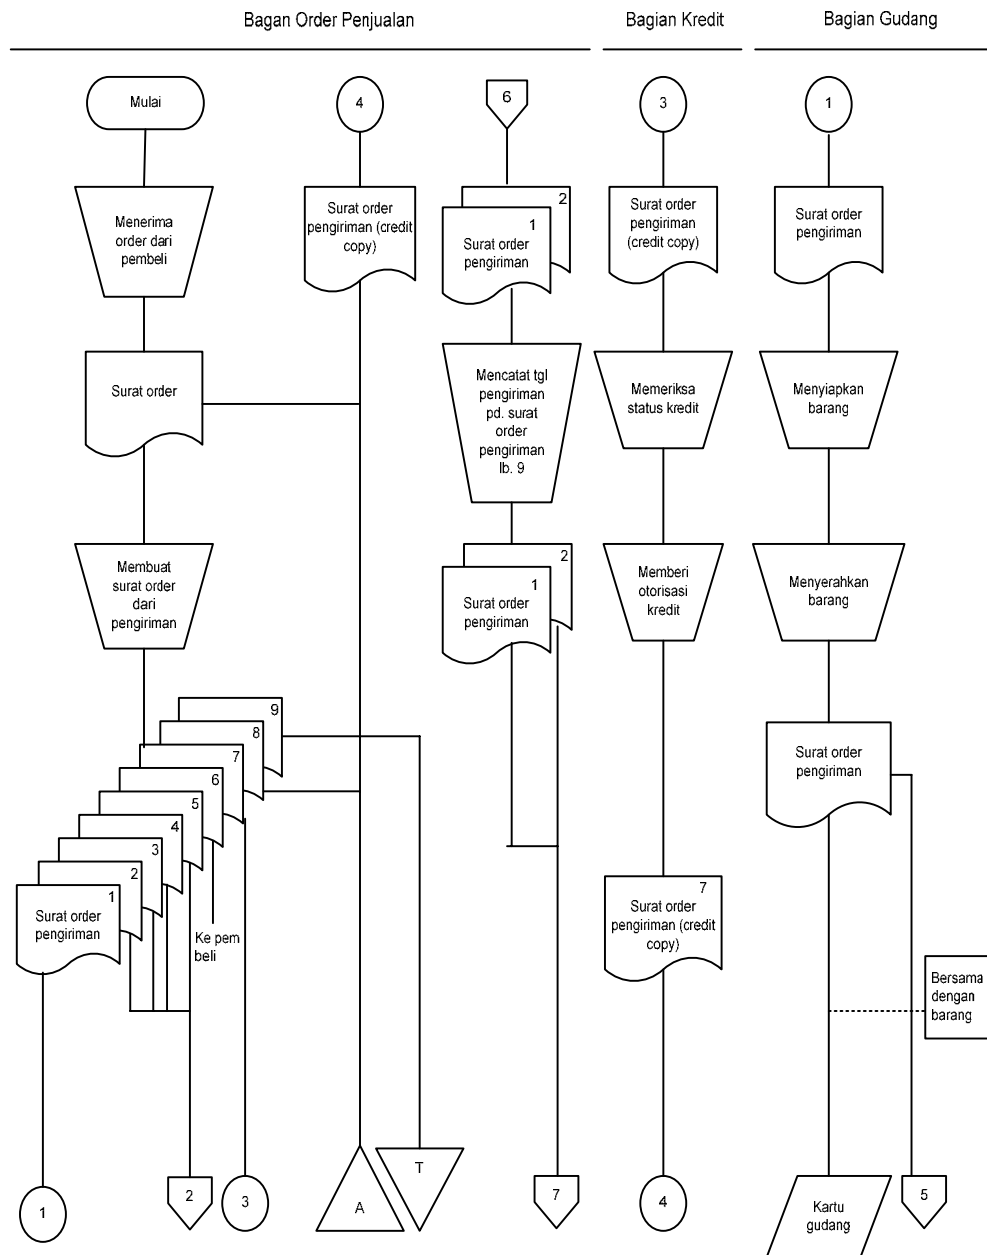 Bagan Order Penjualan
Bagian Kredit
Bagian Gudang
Mulai
4
6
3
1
Menerima
order dari
pembeli
Surat order
pengiriman (credit
copy)
2
1
Surat order
pengiriman
Surat order
pengiriman
(credit copy)
Surat order
pengiriman
Surat order
Mencatat tgl
pengiriman
pd. surat
order
pengiriman
lb. 9
Memeriksa
status kredit
Menyiapkan
barang
Membuat
surat order
dari
pengiriman
2
1
Surat order
pengiriman
Memberi
otorisasi
kredit
Menyerahkan
barang
9
8
7
6
5
4
3
2
1
Surat order
pengiriman
Ke pem
beli
Surat order
pengiriman
7
Surat order
pengiriman (credit
copy)
Bersama
dengan
barang
1
2
3
A
T
7
4
Kartu
gudang
5